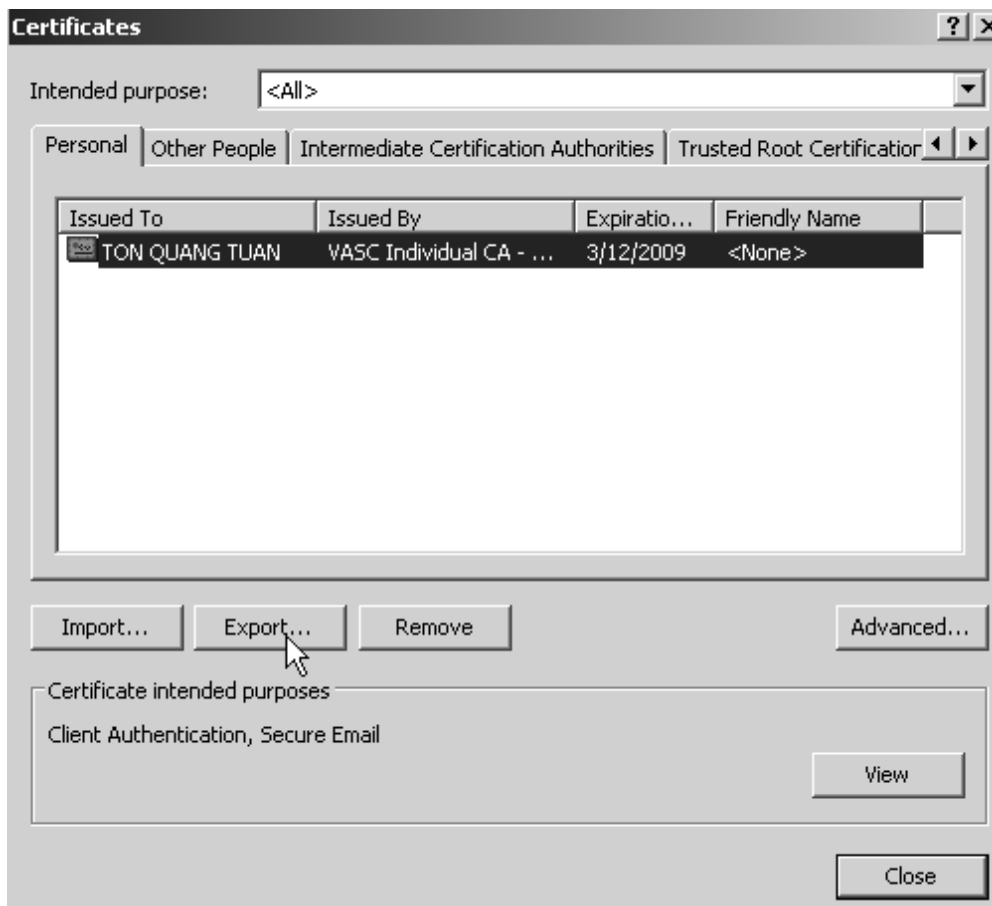 Certificates
Intended purpose: <All>
Personal Other People Intermediate Certification Authorities Trusted Root Certification
Issued To Issued By Expiratio... Friendly Name
TON QUANG TUAN VASC Individual CA - ... 3/12/2009 <None>
Import... Export... Remove Advanced...
Certificate intended purposes
Client Authentication, Secure Email
View
Close